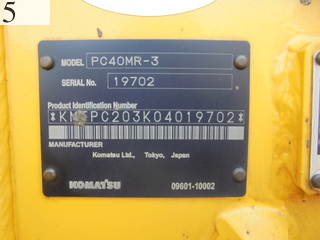 5
MODEL PC40MR-3
SERIAL No. 19702
Product Identification Number
MANUFACTURER
Komatsu Ltd., Tokyo, Japan
KOMATSU 09601-10002